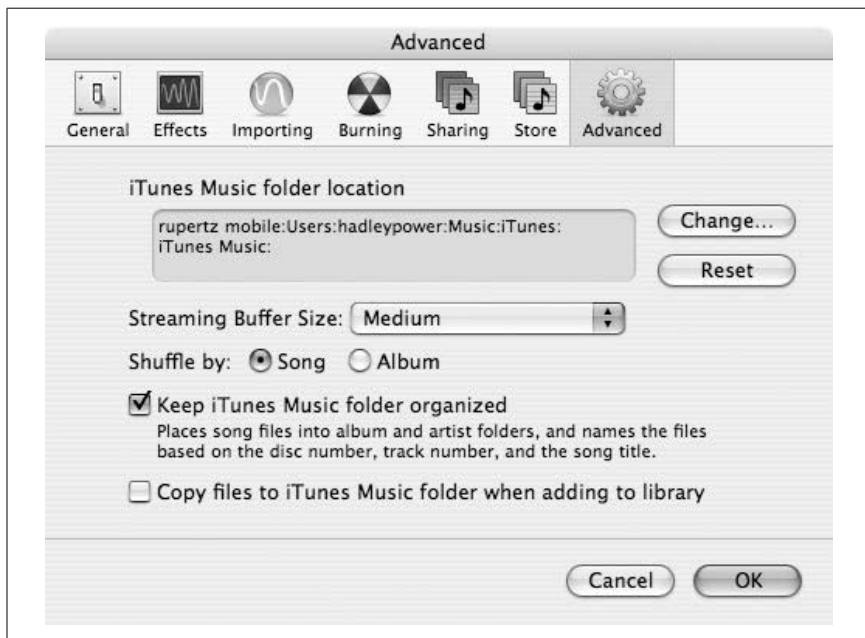 Advanced
General Effects Importing Burning Sharing Store Advanced
iTunes Music folder location
rupertz mobile:Users:hadleypower:Music:iTunes:
iTunes Music:
Change...
Reset
Streaming Buffer Size: Medium
Shuffle by: Song Album
Keep iTunes Music folder organized
Places song files into album and artist folders, and names the files
based on the disc number, track number, and the song title.
Copy files to iTunes Music folder when adding to library
Cancel OK